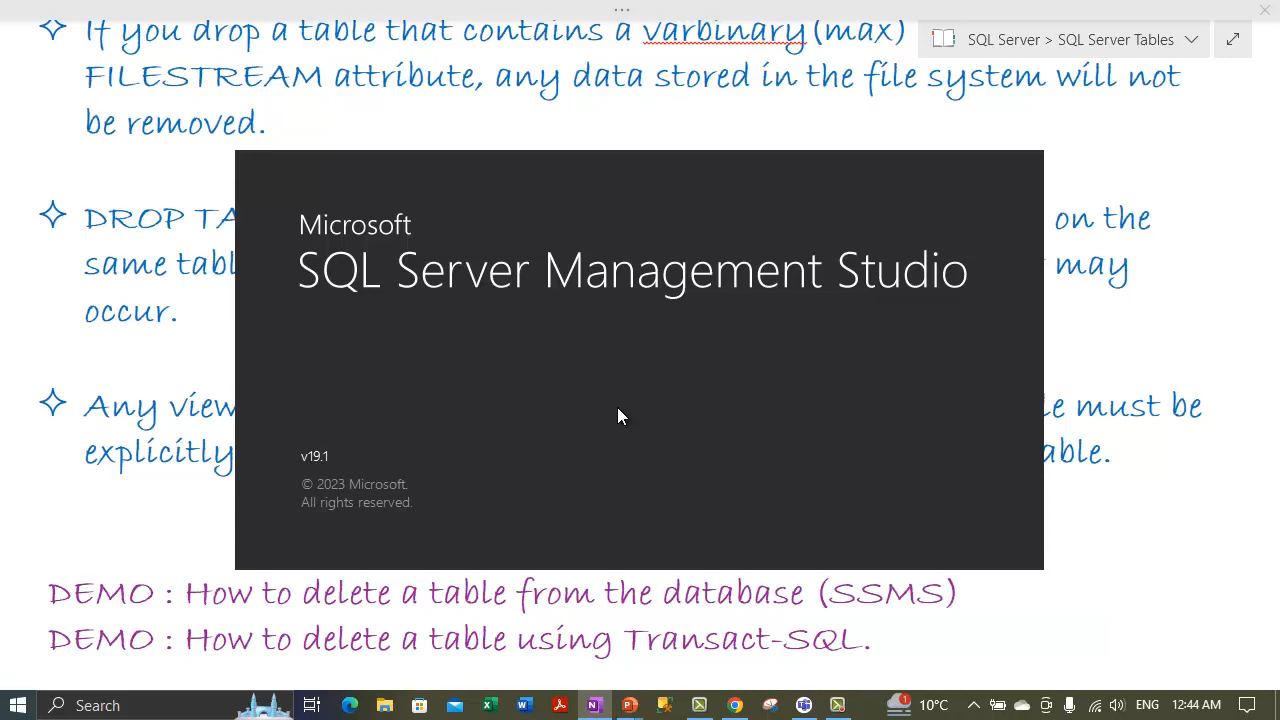 If you drop a table that contains a varbinary(max)
SQL Server > SQL Server Tables
FILESTREAM attribute, any data stored in the file system will not
be removed.
DROP TA
on the
same tabl
may
occur.
Any view
le must be
explicitly
able.
Microsoft
SQL Server Management Studio
v19.1
© 2023 Microsoft.
All rights reserved.
DEMO : How to delete a table from the database (SSMS)
DEMO : How to delete a table using Transact-SQL.
Search
1
10°C
ENG
12:44 AM